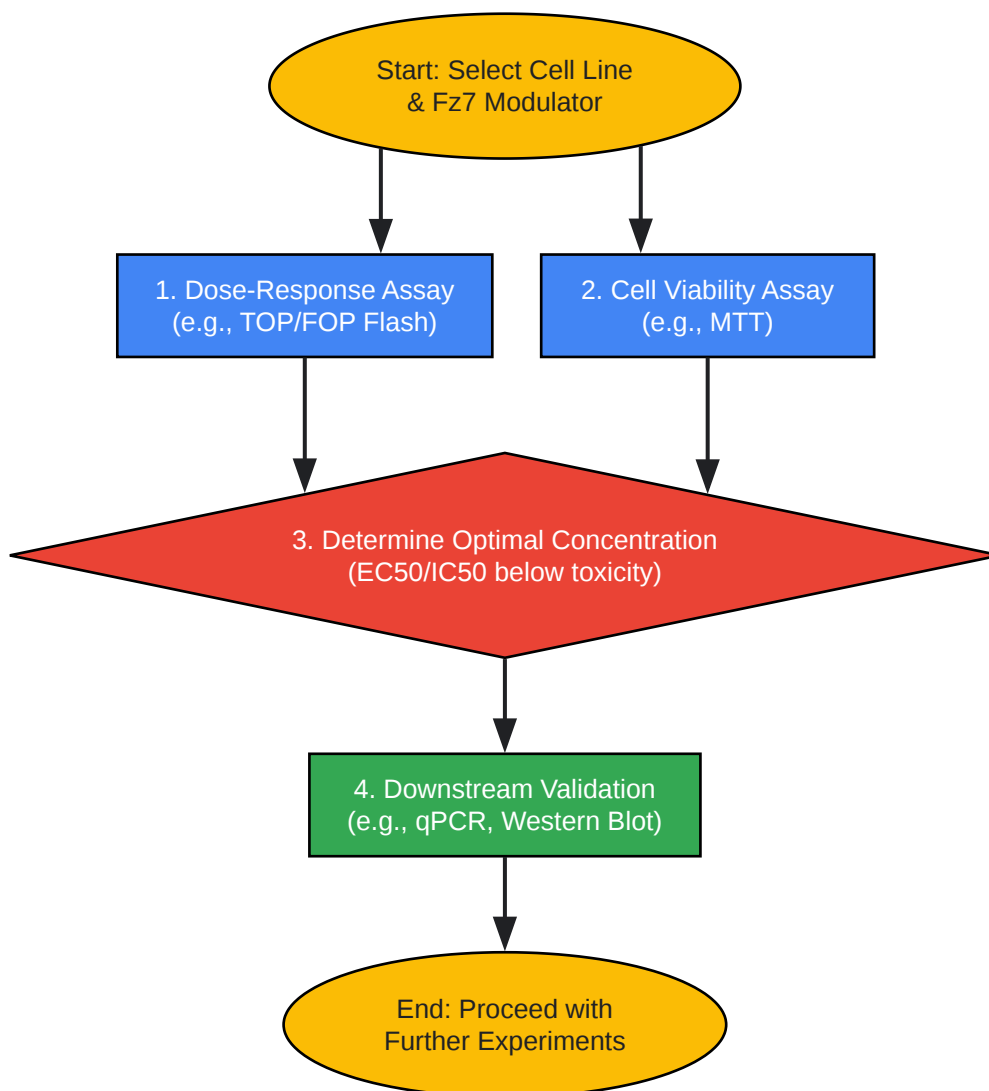 Start: Select Cell Line
& Fz7 Modulator
1. Dose-Response Assay
(e.g., TOP/FOP Flash)
2. Cell Viability Assay
(e.g., MTT)
3. Determine Optimal Concentration
(EC50/IC50 below toxicity)
4. Downstream Validation
(e.g., qPCR, Western Blot)
End: Proceed with
Further Experiments